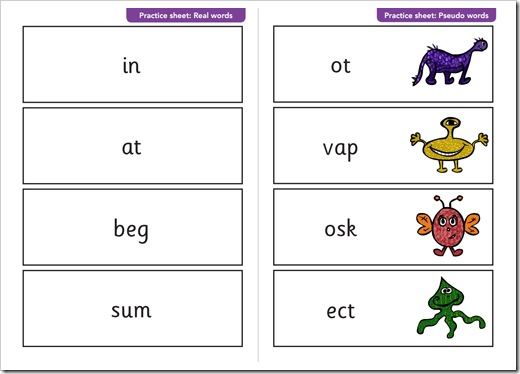 Practice sheet: Real words
in
at
beg
sum
Practice sheet: Pseudo words
ot
vap
osk
ect